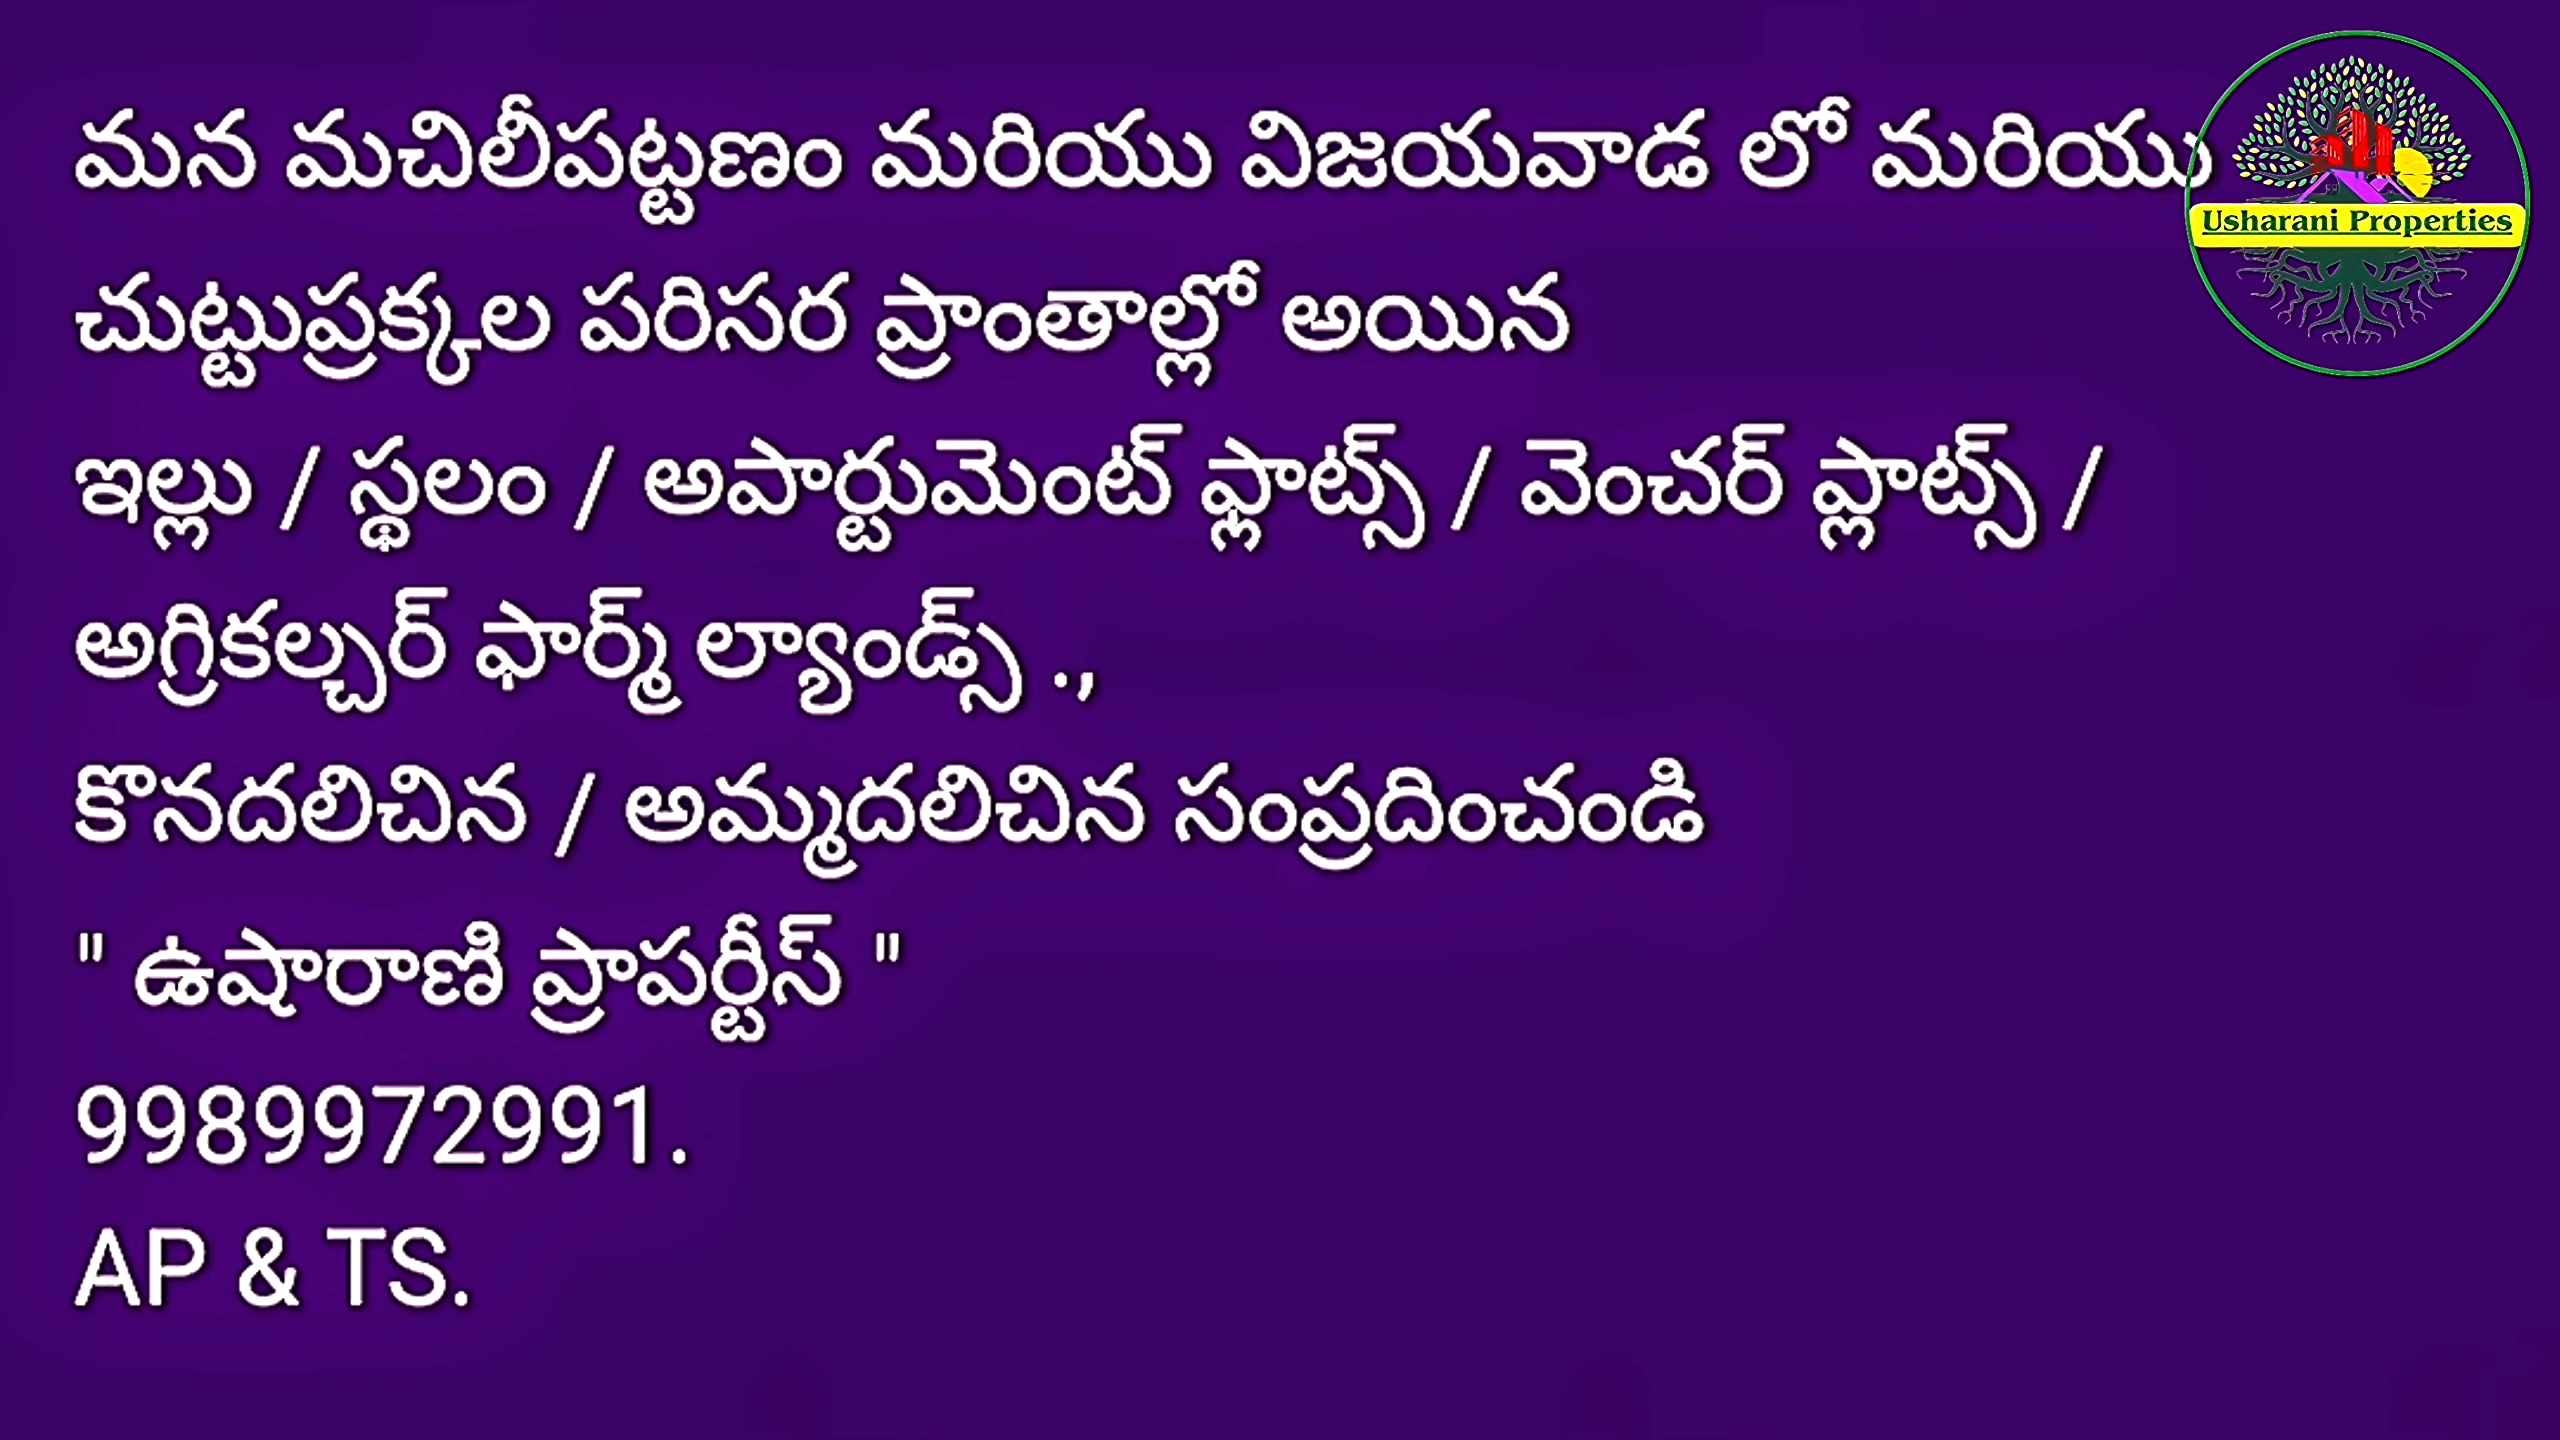 మన మచిలీపట్టణం మరియు విజయవాడ లో మరియు
Usharani Properties
చుట్టుప్రక్కల పరిసర ప్రాంతాల్లో అయిన
ఇల్లు / స్థలం / అపార్టుమెంట్ ఫ్లాట్స్ / వెంచర్ ప్లాట్స్ /
అగ్రికల్చర్ ఫార్మ్ ల్యాండ్స్ .,
కొనదలిచిన / అమ్మదలిచిన సంప్రదించండి
" ఉషారాణి ప్రాపర్టీస్ "
9989972991.
AP & TS.